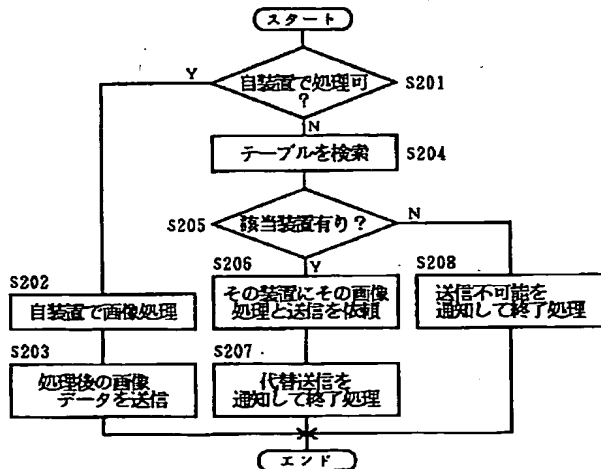 スタート
Y
自装置で処理可
?
S201
N
テーブルを検索
S204
S205
該当装置有り?
N
Y
S202
自装置で画像処理
S206
その装置にその画像
処理と送信を依頼
S208
送信不可能を
通知して終了処理
S203
処理後の画像
データを送信
S207
代替送信を
通知して終了処理
エンド